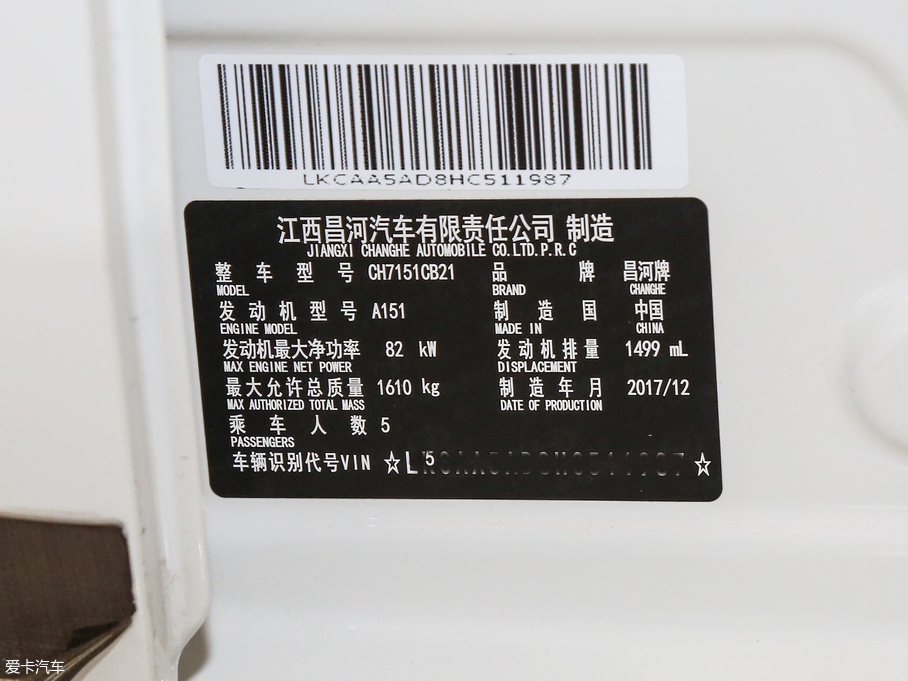 LKCAA5AD8HC511987
江西昌河汽车有限责任公司 制造
JIANGXI CHANGHE AUTOMOBILE CO.LTD.P.R.C
整车型号 CH7151CB21 品牌 昌河牌
MODEL BRAND CHANGHE
发动机型号 A151 制造国 中国
ENGINE MODEL MADE IN CHINA
发动机最大净功率 82 kW 发动机排量 1499 mL
MAX ENGINE NET POWER DISPLACEMENT
最大允许总质量 1610 kg 制造年月 2017/12
MAX AUTHORIZED TOTAL MASS DATE OF PRODUCTION
乘车人数 5
PASSENGERS
车辆识别代号VIN ☆LKCAA5AD8HC511987☆
爱卡汽车